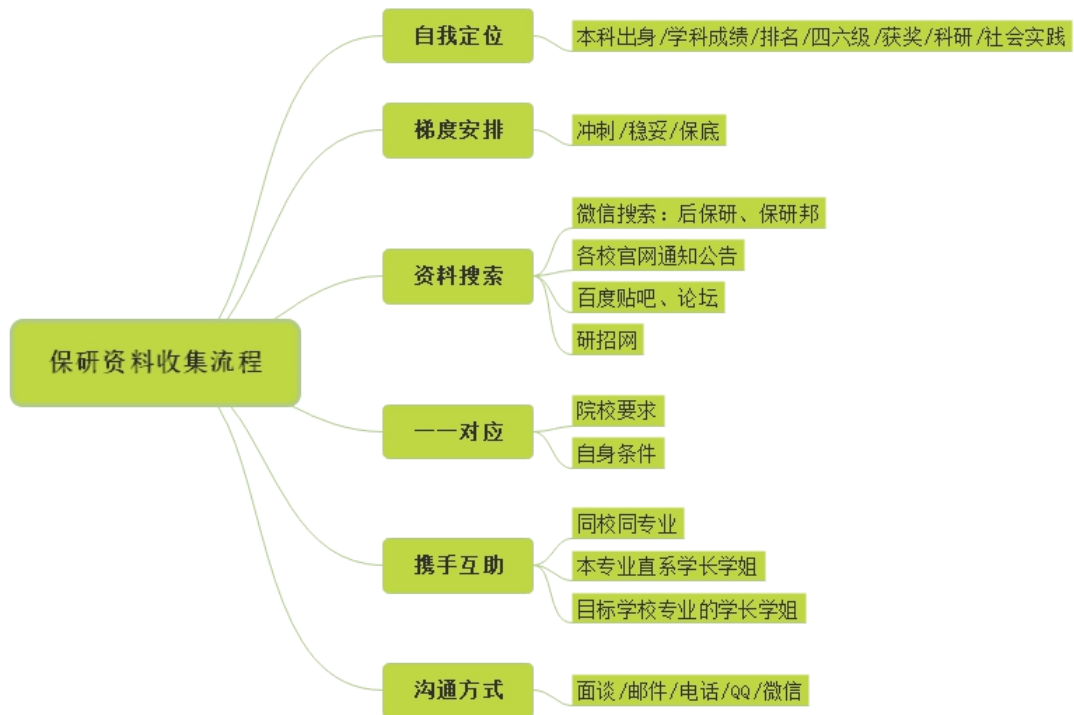 保研资料收集流程
自我定位
本科出身/学科成绩/排名/四六级/获奖/科研/社会实践
梯度安排
冲刺/稳妥/保底
资料搜索
微信搜索：后保研、保研邦
各校官网通知公告
百度贴吧、论坛
研招网
一一对应
院校要求
自身条件
携手互助
同校同专业
本专业直系学长学姐
目标学校专业的学长学姐
沟通方式
面谈/邮件/电话/QQ/微信